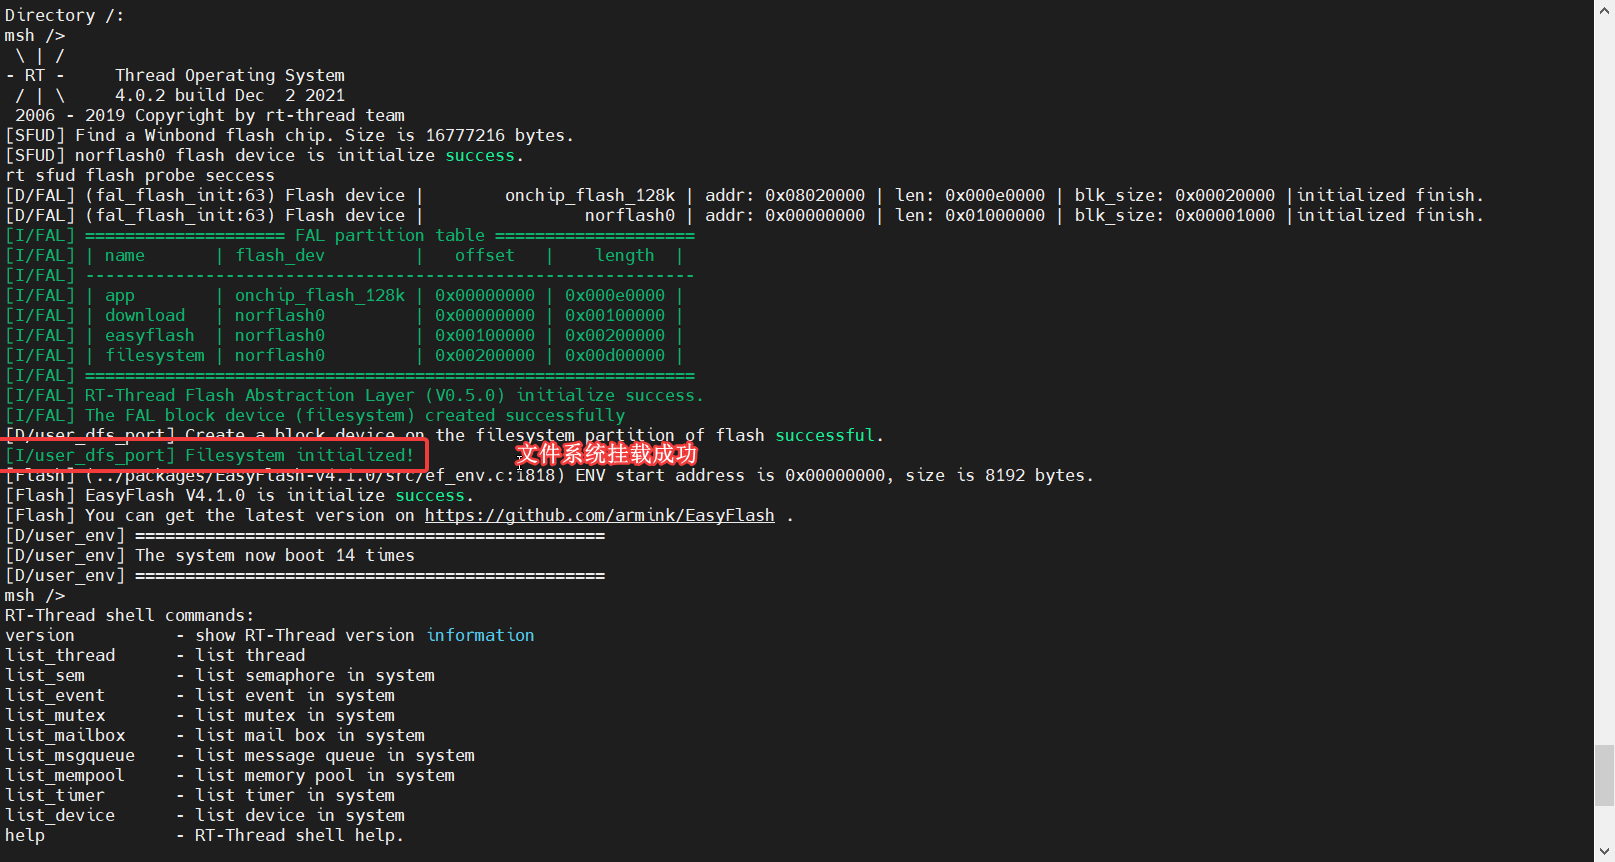 Directory /:
msh />
 \ | /
- RT -     Thread Operating System
 / | \     4.0.2 build Dec  2 2021
 2006 - 2019 Copyright by rt-thread team
[SFUD] Find a Winbond flash chip. Size is 16777216 bytes.
[SFUD] norflash0 flash device is initialize success.
rt sfud flash probe seccess
[D/FAL] (fal_flash_init:63) Flash device |        onchip_flash_128k | addr: 0x08020000 | len: 0x000e0000 | blk_size: 0x00020000 |initialized finish.
[D/FAL] (fal_flash_init:63) Flash device |                norflash0 | addr: 0x00000000 | len: 0x01000000 | blk_size: 0x00001000 |initialized finish.
[I/FAL] ==================== FAL partition table ====================
[I/FAL] | name       | flash_dev         |   offset   |    length  |
[I/FAL] -------------------------------------------------------------
[I/FAL] | app        | onchip_flash_128k | 0x00000000 | 0x000e0000 |
[I/FAL] | download   | norflash0         | 0x00000000 | 0x00100000 |
[I/FAL] | easyflash  | norflash0         | 0x00100000 | 0x00200000 |
[I/FAL] | filesystem | norflash0         | 0x00200000 | 0x00d00000 |
[I/FAL] =============================================================
[I/FAL] RT-Thread Flash Abstraction Layer (V0.5.0) initialize success.
[I/FAL] The FAL block device (filesystem) created successfully
[D/user_dfs_port] Create a block device on the filesystem partition of flash successful.
[I/user_dfs_port] Filesystem initialized!
文件系统挂载成功
[Flash] (../packages/EasyFlash-v4.1.0/src/ef_env.c:1818) ENV start address is 0x00000000, size is 8192 bytes.
[Flash] EasyFlash V4.1.0 is initialize success.
[Flash] You can get the latest version on https://github.com/armink/EasyFlash .
[D/user_env] ===============================================
[D/user_env] The system now boot 14 times
[D/user_env] ===============================================
msh />
RT-Thread shell commands:
version          - show RT-Thread version information
list_thread      - list thread
list_sem         - list semaphore in system
list_event       - list event in system
list_mutex       - list mutex in system
list_mailbox     - list mail box in system
list_msgqueue    - list message queue in system
list_mempool     - list memory pool in system
list_timer       - list timer in system
list_device      - list device in system
help             - RT-Thread shell help.